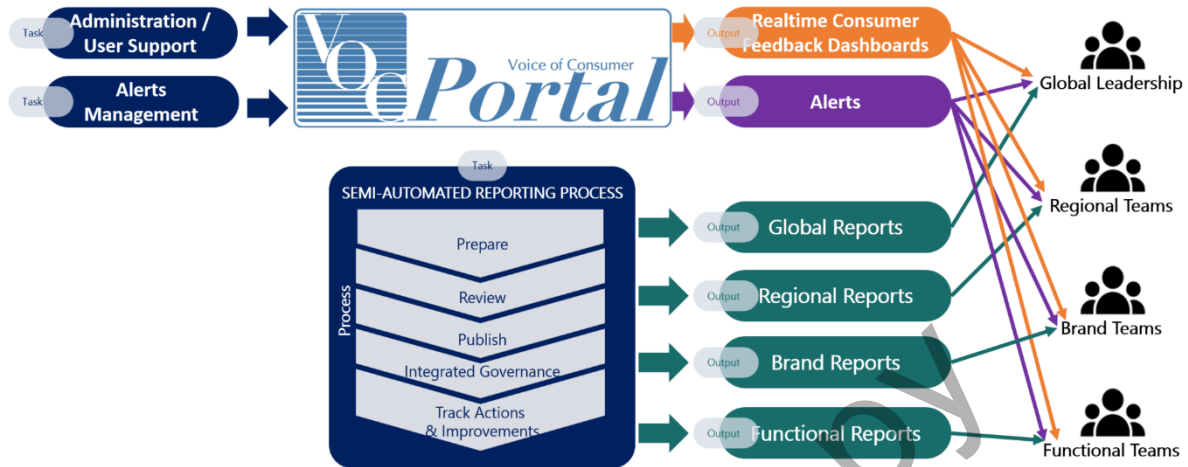 Task
Administration /
User Support
Task
Alerts
Management
VOC
Voice of Consumer
Portal
Output
Realtime Consumer
Feedback Dashboards
Output
Alerts
Global Leadership
Regional Teams
Brand Teams
Functional Teams
Task
SEMI-AUTOMATED REPORTING PROCESS
Process
Prepare
Review
Publish
Integrated Governance
Track Actions
& Improvements
Output
Global Reports
Output
Regional Reports
Output
Brand Reports
Output
Functional Reports